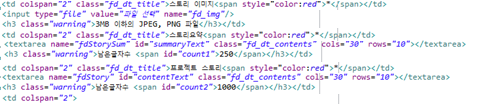 <td colspan="2" class="fd_dt_title">스토리 이미지<span style="color:red">*</span></td>
<input type="file" value="파일 선택" name="fd_img"/>
<h3 class="warning">3MB 이하의 JPEG, PNG 파일</h3></td>
<td colspan="2" class="fd_dt_title">스토리요약<span style="color:red">*</span></td>
<textarea name="fdStorySum" id="summaryText" class="fd_dt_contents" cols="30" rows="10"></textarea>
<h3 class="warning">남은글자수 <span id="count1">250</span></h3></td>
<td colspan="2" class="fd_dt_title">프로젝트 스토리<span style="color:red">*</span></td>
<textarea name="fdStory" id="contentText" class="fd_dt_contents" cols="30" rows="10"></textarea>
<h3 class="warning">남은글자수 <span id="count2">1000</span></h3></td>
<td colspan="2">